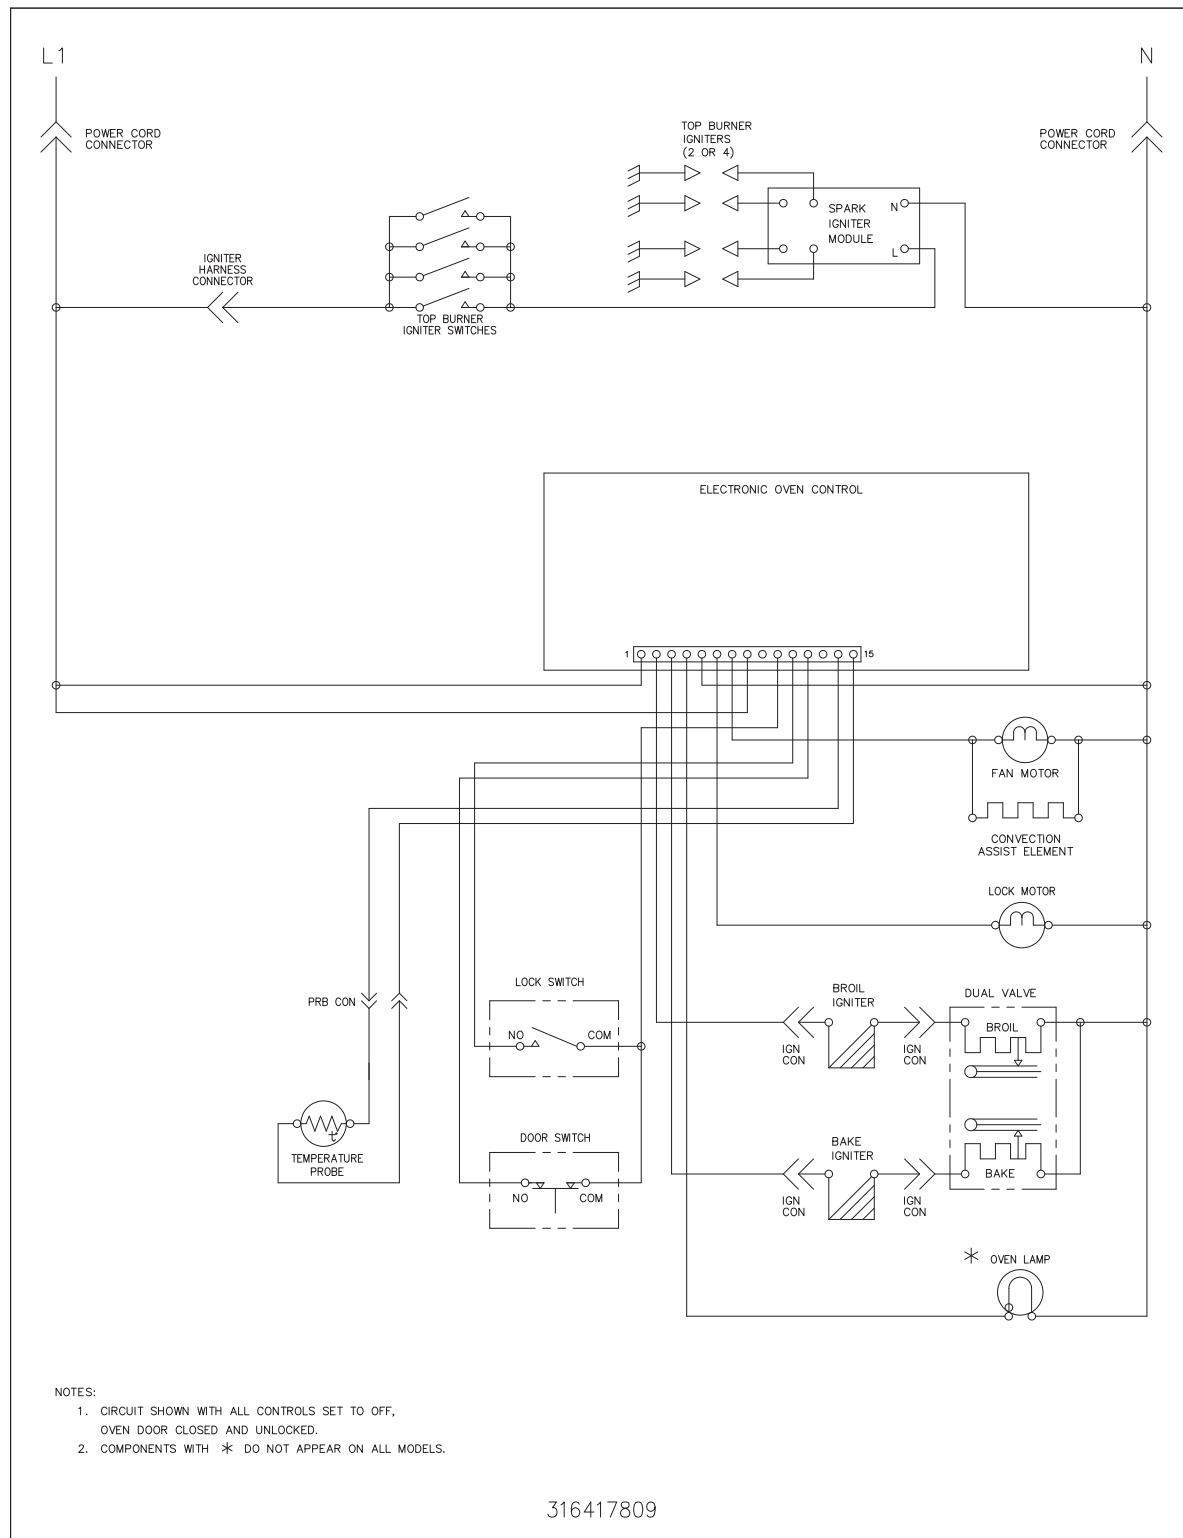 L1
N
POWER CORD
CONNECTOR
TOP BURNER
IGNITERS
(2 OR 4)
POWER CORD
CONNECTOR
SPARK
IGNITER
MODULE
N
L
IGNITER
HARNESS
CONNECTOR
TOP BURNER
IGNITER SWITCHES
ELECTRONIC OVEN CONTROL
1
15
FAN MOTOR
CONVECTION
ASSIST ELEMENT
LOCK MOTOR
LOCK SWITCH
NO
COM
PRB CON
BROIL
IGNITER
IGN
CON
IGN
CON
DUAL VALVE
BROIL
TEMPERATURE
PROBE
t
DOOR SWITCH
NO
COM
BAKE
IGNITER
IGN
CON
IGN
CON
BAKE
* OVEN LAMP
NOTES:
1. CIRCUIT SHOWN WITH ALL CONTROLS SET TO OFF,
OVEN DOOR CLOSED AND UNLOCKED.
2. COMPONENTS WITH * DO NOT APPEAR ON ALL MODELS.
316417809